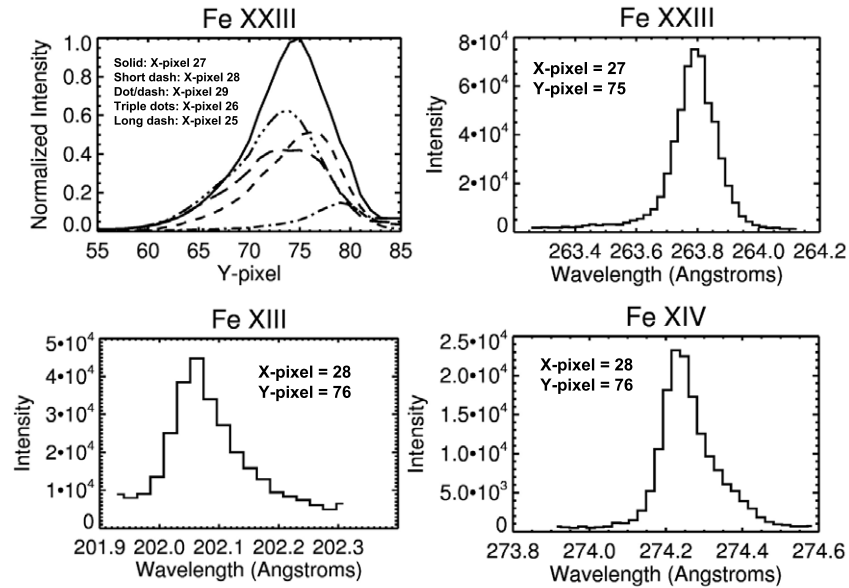 Fe XXIII
Normalized Intensity
1.0
0.8
0.6
0.4
0.2
0.0
Solid: X-pixel 27
Short dash: X-pixel 28
Dot/dash: X-pixel 29
Triple dots: X-pixel 26
Long dash: X-pixel 25
55 60 65 70 75 80 85
Y-pixel
Fe XXIII
Intensity
8•10⁴
6•10⁴
4•10⁴
2•10⁴
0
X-pixel = 27
Y-pixel = 75
263.4 263.6 263.8 264.0 264.2
Wavelength (Angstroms)
Fe XIII
Intensity
5•10⁴
4•10⁴
3•10⁴
2•10⁴
1•10⁴
0
X-pixel = 28
Y-pixel = 76
201.9 202.0 202.1 202.2 202.3
Wavelength (Angstroms)
Fe XIV
Intensity
2.5•10⁴
2.0•10⁴
1.5•10⁴
1.0•10⁴
5.0•10³
0
X-pixel = 28
Y-pixel = 76
273.8 274.0 274.2 274.4 274.6
Wavelength (Angstroms)